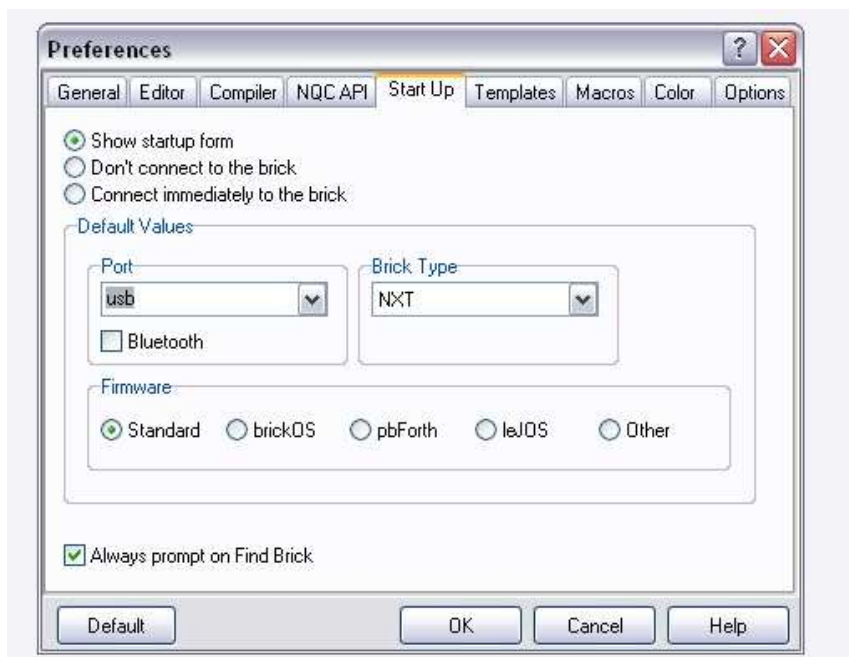 Preferences
General Editor Compiler NQC API Start Up Templates Macros Color Options
Show startup form
Don't connect to the brick
Connect immediately to the brick
Default Values
Port Brick Type
usb NXT
Bluetooth
Firmware
Standard brickOS pbForth leJOS Other
Always prompt on Find Brick
Default OK Cancel Help